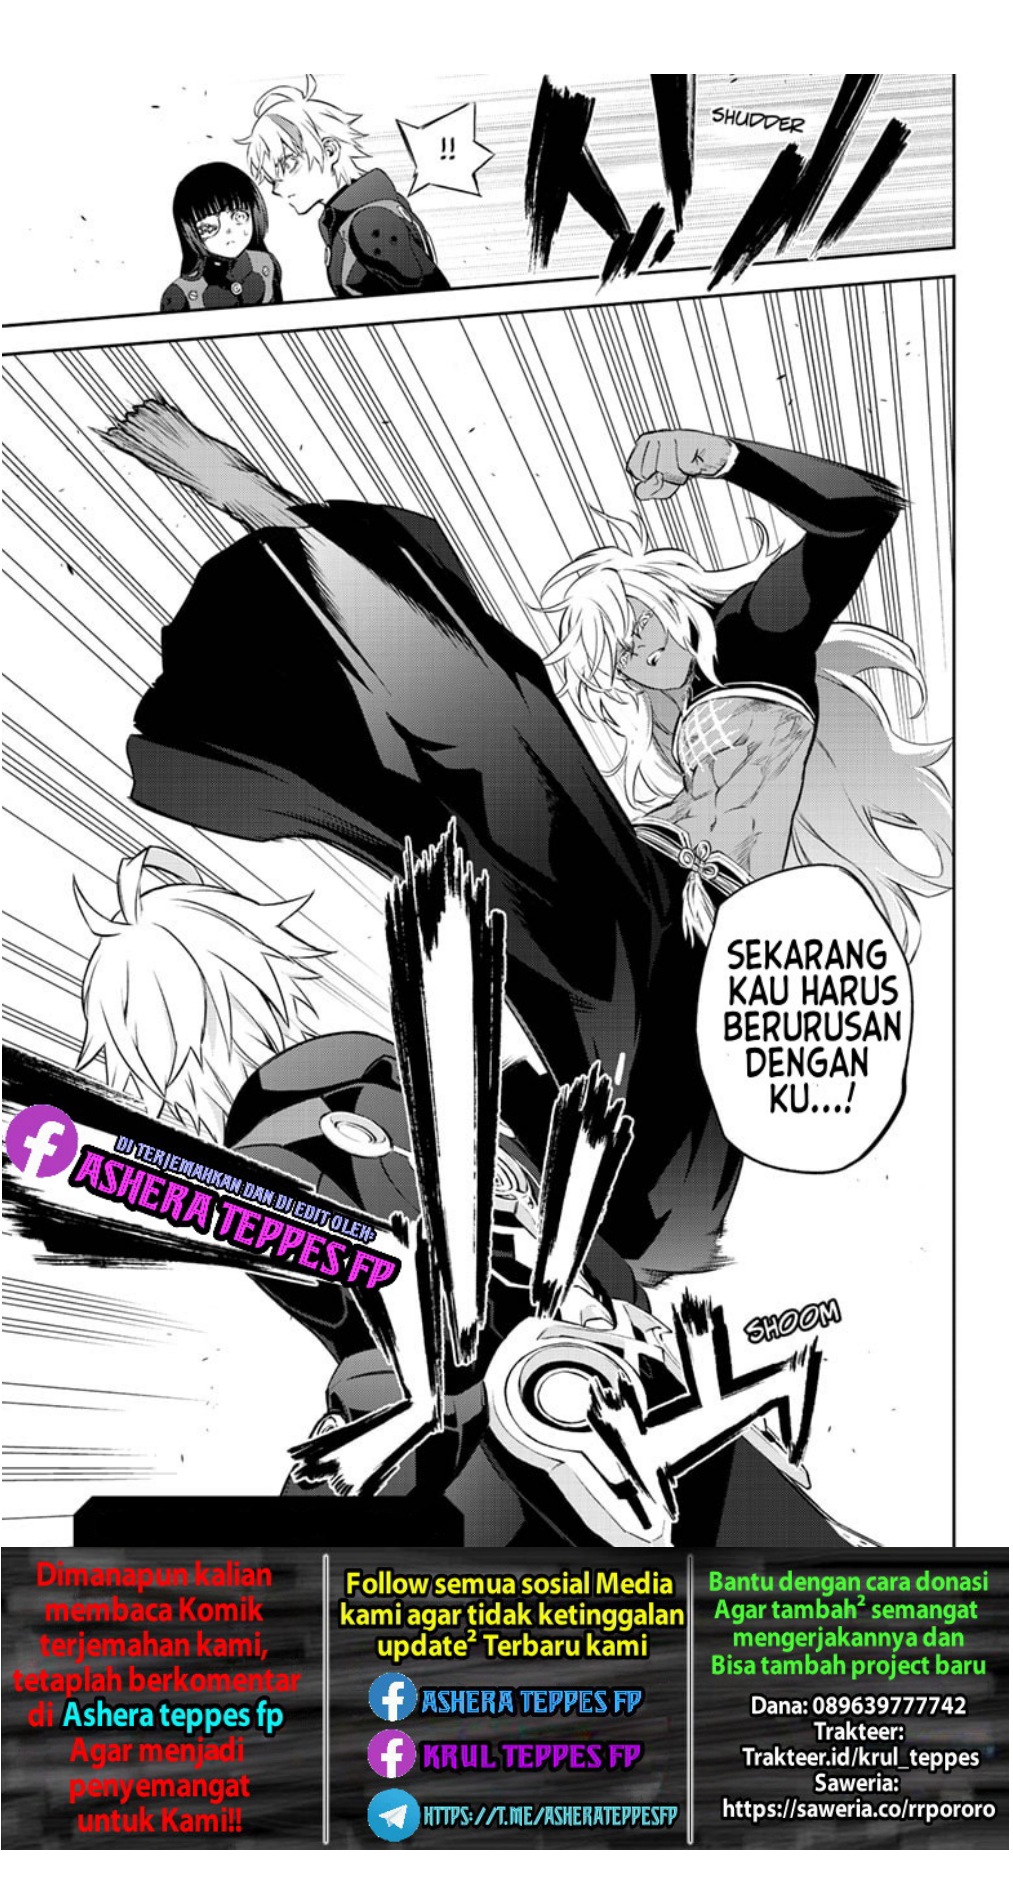 !!
SHUDDER
SEKARANG
KAU HARUS
BERURUSAN
DENGAN
KU...!
DI TERJEMAHKAN DAN DI EDIT OLEH:
ASHERA TEPPES FP
SHOOM
Dimanapun kalian
membaca Komik
terjemahan kami,
tetaplah berkomentar
di Ashera teppes fp
Agar menjadi
penyemangat
untuk Kami!!
Follow semua sosial Media
kami agar tidak ketinggalan
update² Terbaru kami
ASHERA TEPPES FP
KRUL TEPPES FP
HTTPS://T.ME/ASHERATEPPESFP
Bantu dengan cara donasi
Agar tambah² semangat
mengerjakannya dan
Bisa tambah project baru
Dana: 089639777742
Trakteer:
Trakteer.id/krul_teppes
Saweria:
https://saweria.co/rrpororo